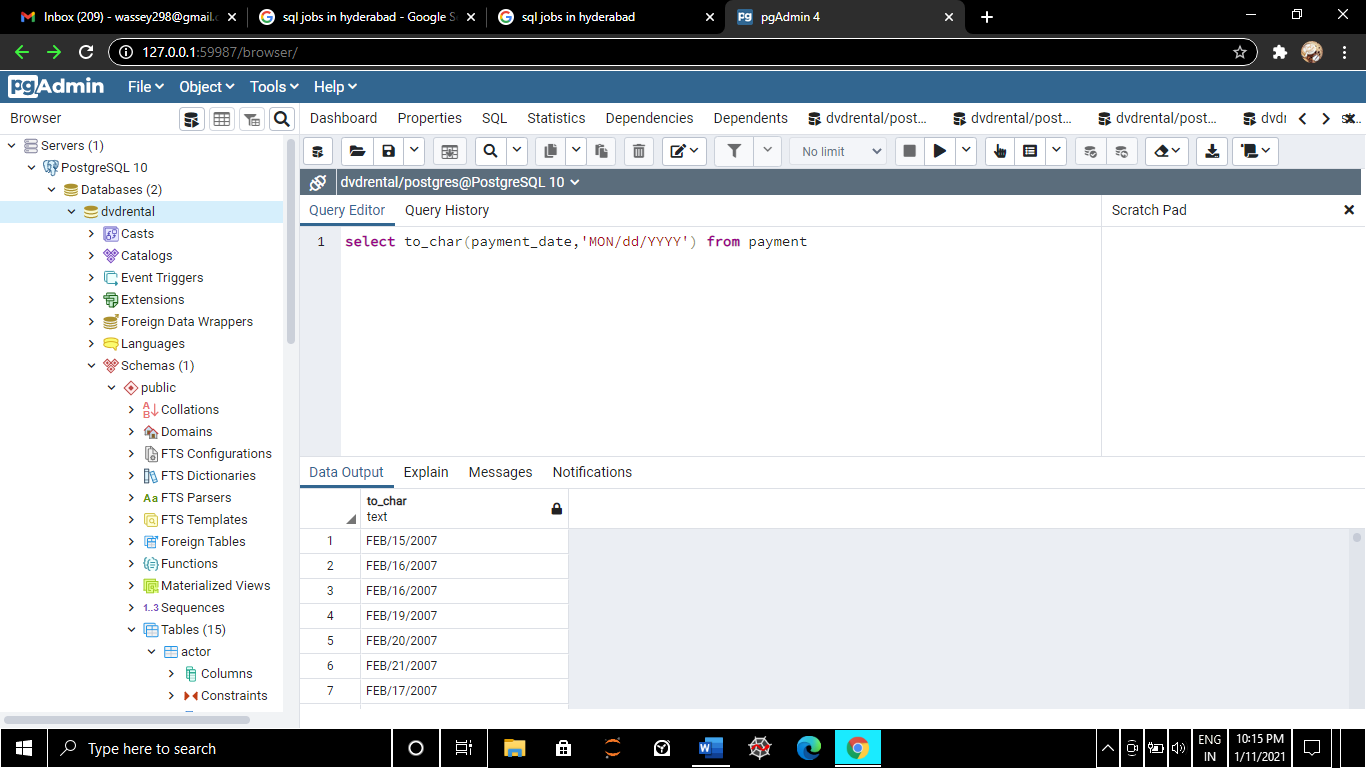 Inbox (209) - wassey298@gmail.c
sql jobs in hyderabad - Google S
sql jobs in hyderabad
pgAdmin 4
127.0.0.1:59987/browser/
pgAdmin
File
Object
Tools
Help
Browser
Dashboard
Properties
SQL
Statistics
Dependencies
Dependents
dvdrental/post...
dvdrental/post...
dvdrental/post...
No limit
dvdrental/postgres@PostgreSQL 10
Query Editor
Query History
Scratch Pad
1 select to_char(payment_date,'MON/dd/YYYY') from payment
Servers (1)
PostgreSQL 10
Databases (2)
dvdrental
Casts
Catalogs
Event Triggers
Extensions
Foreign Data Wrappers
Languages
Schemas (1)
public
Collations
Domains
FTS Configurations
FTS Dictionaries
Aa FTS Parsers
FTS Templates
Foreign Tables
Functions
Materialized Views
1..3 Sequences
Tables (15)
actor
Columns
Constraints
Data Output
Explain
Messages
Notifications
to_char
text
1 FEB/15/2007
2 FEB/16/2007
3 FEB/16/2007
4 FEB/19/2007
5 FEB/20/2007
6 FEB/21/2007
7 FEB/17/2007
Type here to search
ENG
IN
10:15 PM
1/11/2021